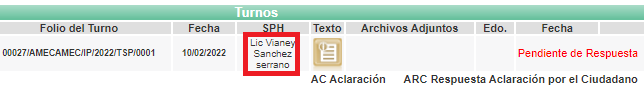 Turnos
Folio del Turno Fecha SPH Texto Archivos Adjuntos Edo. Fecha
00027/AMECAMEC/IP/2022/TSP/0001 10/02/2022 Lic Vianey Sanchez serrano Pendiente de Respuesta
AC Aclaración ARC Respuesta Aclaración por el Ciudadano